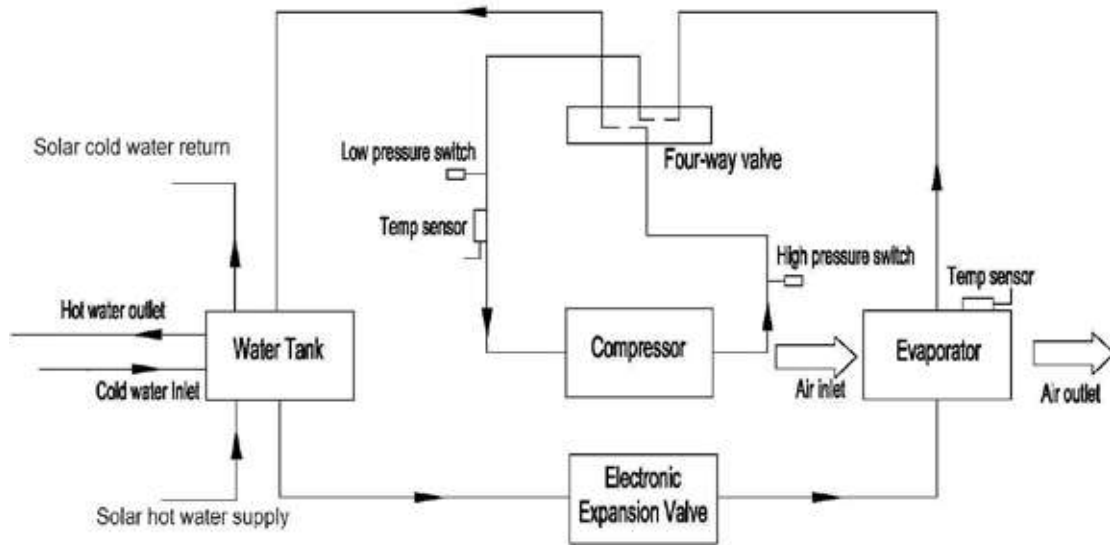 Solar cold water return
Low pressure switch
Four-way valve
Temp sensor
High pressure switch
Temp sensor
Hot water outlet
Water Tank
Compressor
Evaporator
Cold water Inlet
Air inlet
Air outlet
Electronic
Expansion Valve
Solar hot water supply